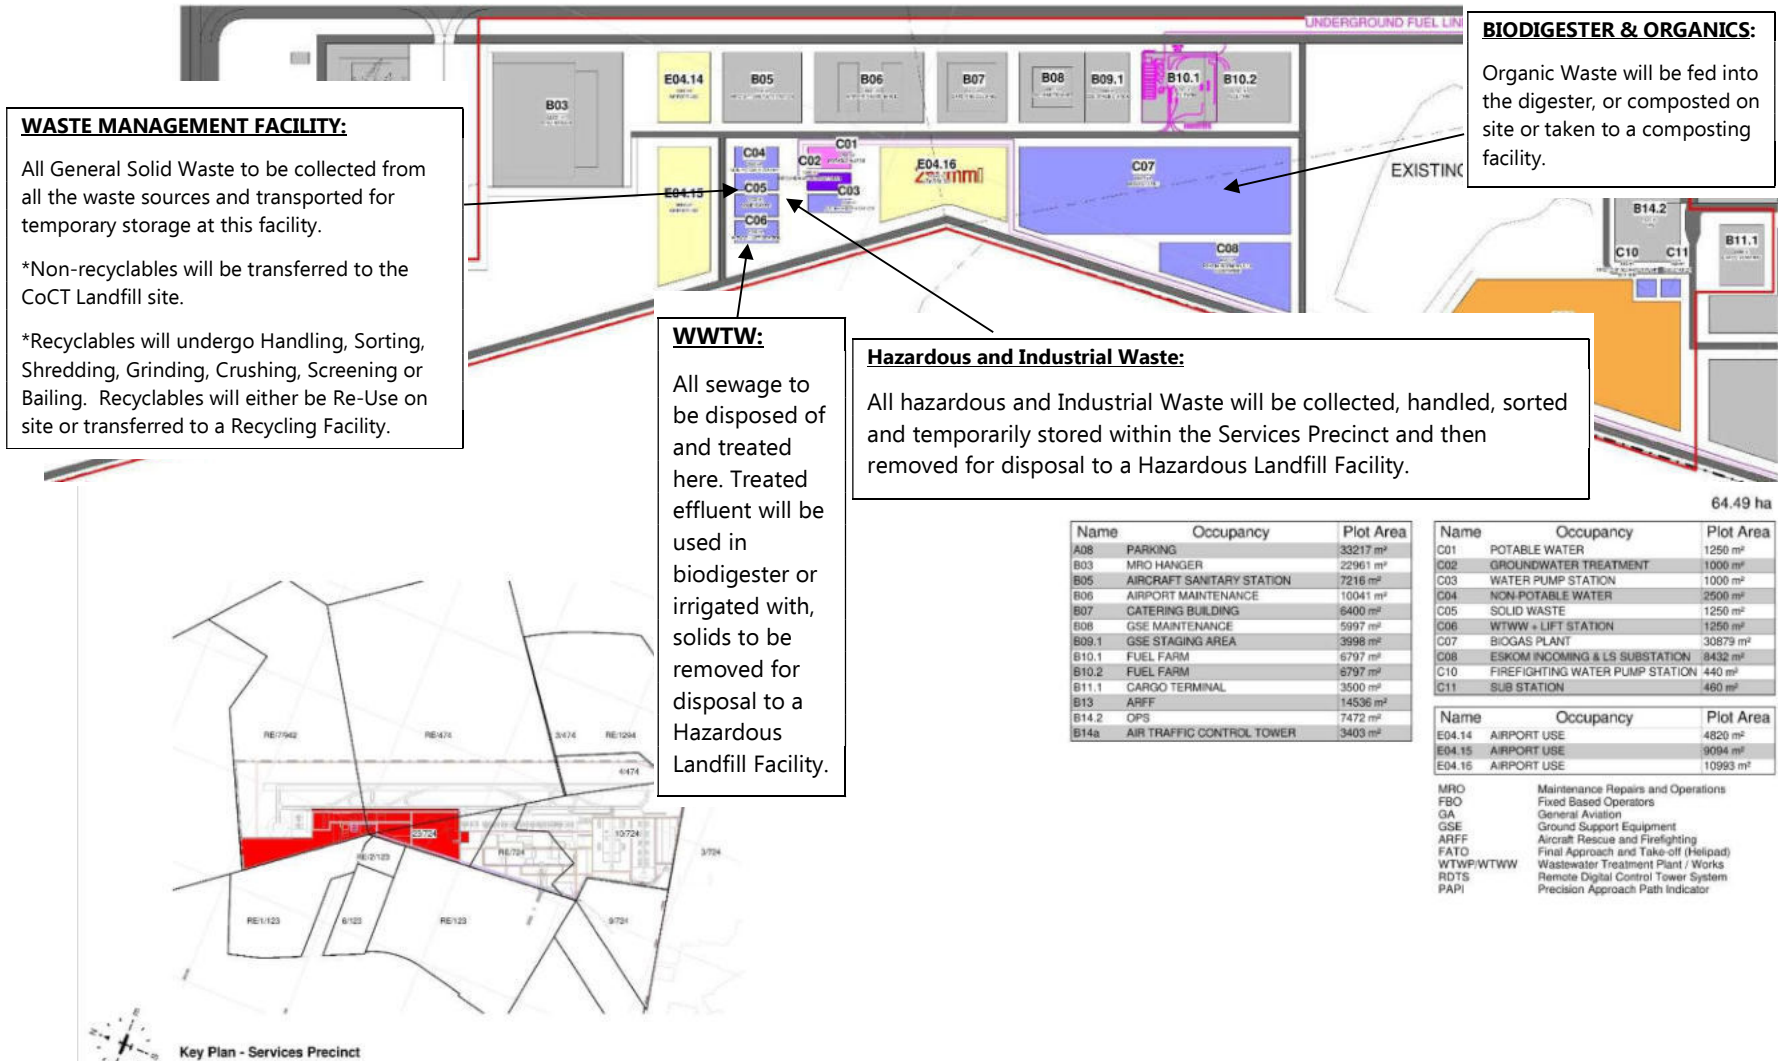 UNDERGROUND FUEL LIN
BIODIGESTER & ORGANICS:
Organic Waste will be fed into
the digester, or composted on
site or taken to a composting
facility.
E04.14
B05
B06
B07
B08
B09.1
B10.1
B10.2
B03
WASTE MANAGEMENT FACILITY:
All General Solid Waste to be collected from
all the waste sources and transported for
temporary storage at this facility.
*Non-recyclables will be transferred to the
CoCT Landfill site.
*Recyclables will undergo Handling, Sorting,
Shredding, Grinding, Crushing, Screening or
Bailing. Recyclables will either be Re-Use on
site or transferred to a Recycling Facility.
E04.15
C04
C05
C06
C01
C02
C03
E04.16
C07
C08
EXISTING
B14.2
C10
C11
B11.1
WWTW:
All sewage to
be disposed of
and treated
here. Treated
effluent will be
used in
biodigester or
irrigated with,
solids to be
removed for
disposal to a
Hazardous
Landfill Facility.
Hazardous and Industrial Waste:
All hazardous and Industrial Waste will be collected, handled, sorted
and temporarily stored within the Services Precinct and then
removed for disposal to a Hazardous Landfill Facility.
64.49 ha
Name Occupancy Plot Area
A08 PARKING 33217 m²
B03 MRO HANGER 22961 m²
B05 AIRCRAFT SANITARY STATION 7216 m²
B06 AIRPORT MAINTENANCE 10041 m²
B07 CATERING BUILDING 6400 m²
B08 GSE MAINTENANCE 5997 m²
B09.1 GSE STAGING AREA 3998 m²
B10.1 FUEL FARM 6797 m²
B10.2 FUEL FARM 6797 m²
B11.1 CARGO TERMINAL 3500 m²
B13 ARFF 14536 m²
B14.2 OPS 7472 m²
B14a AIR TRAFFIC CONTROL TOWER 3403 m²
Name Occupancy Plot Area
C01 POTABLE WATER 1250 m²
C02 GROUNDWATER TREATMENT 1000 m²
C03 WATER PUMP STATION 1000 m²
C04 NON-POTABLE WATER 2500 m²
C05 SOLID WASTE 1250 m²
C06 WTWW + LIFT STATION 1250 m²
C07 BIOGAS PLANT 30879 m²
C08 ESKOM INCOMING & LS SUBSTATION 8432 m²
C10 FIREFIGHTING WATER PUMP STATION 440 m²
C11 SUB STATION 460 m²
Name Occupancy Plot Area
E04.14 AIRPORT USE 4820 m²
E04.15 AIRPORT USE 9094 m²
E04.16 AIRPORT USE 10993 m²
MRO Maintenance Repairs and Operations
FBO Fixed Based Operators
GA General Aviation
GSE Ground Support Equipment
ARFF Aircraft Rescue and Firefighting
FATO Final Approach and Take-off (Helipad)
WTWP/WTWW Wastewater Treatment Plant / Works
RDTS Remote Digital Control Tower System
PAPI Precision Approach Path Indicator
RE/7/942
RE/474
3/474
RE/1294
4/474
23/724
RE/724
10/724
3/724
RE/2/123
RE/1/123
6/123
RE/123
9/724
N
E
S
Key Plan - Services Precinct